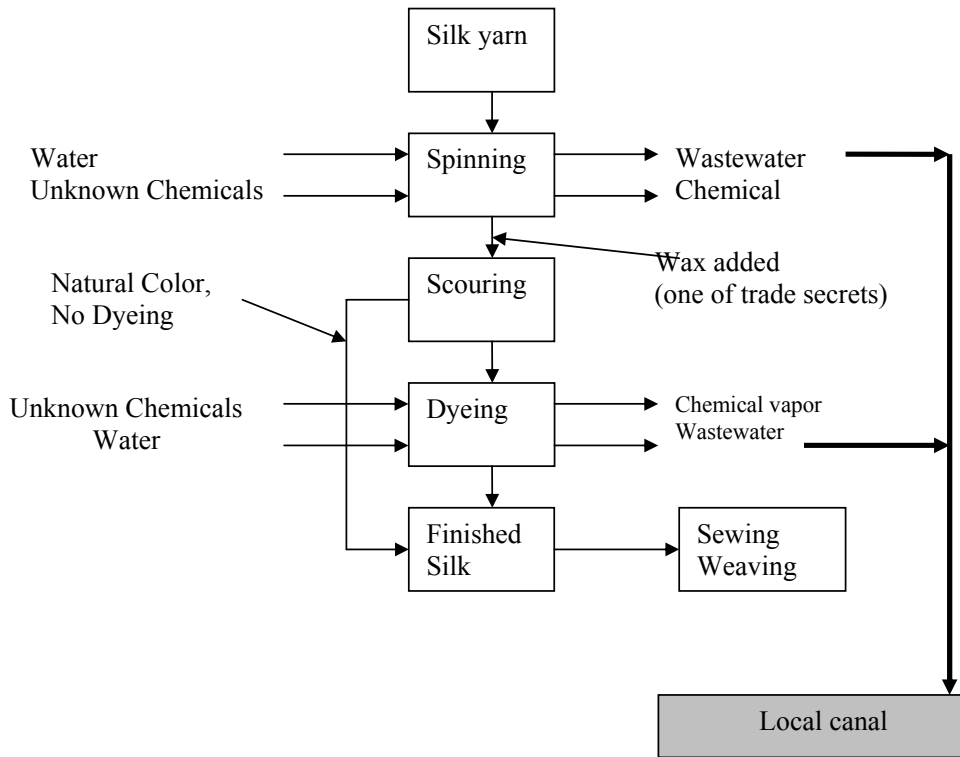 Silk yarn
Water
Unknown Chemicals
Spinning
Wastewater
Chemical
Wax added
(one of trade secrets)
Natural Color,
No Dyeing
Scouring
Unknown Chemicals
Water
Dyeing
Chemical vapor
Wastewater
Finished
Silk
Sewing
Weaving
Local canal